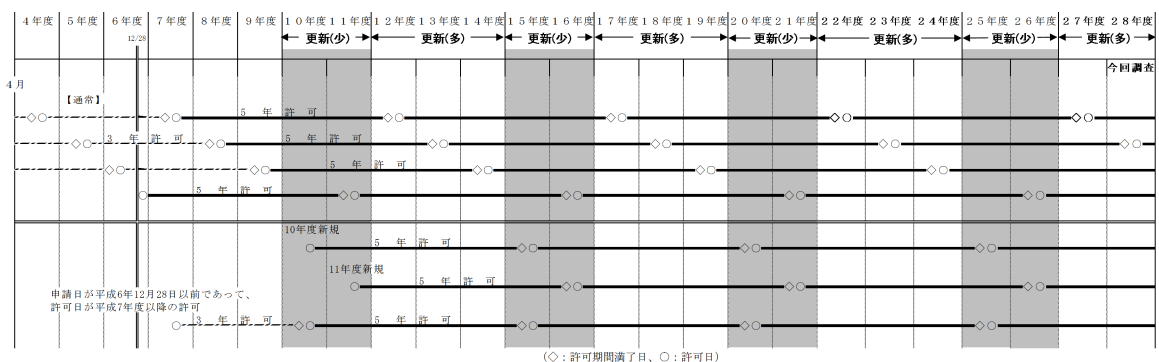 4年度 5年度 6年度 7年度 8年度 9年度 10年度 11年度 12年度 13年度 14年度 15年度 16年度 17年度 18年度 19年度 20年度 21年度 22年度 23年度 24年度 25年度 26年度 27年度 28年度
12/28 更新(少) 更新(多) 更新(少) 更新(多) 更新(少) 更新(多) 更新(少) 更新(多)
今回調査
4月
【通常】
5年許可
3年許可 5年許可
5年許可
5年許可
10年度新規
5年許可
11年度新規
5年許可
申請日が平成6年12月28日以前であって、
許可日が平成7年度以降の許可
3年許可 5年許可
(◇:許可期間満了日、○:許可日)